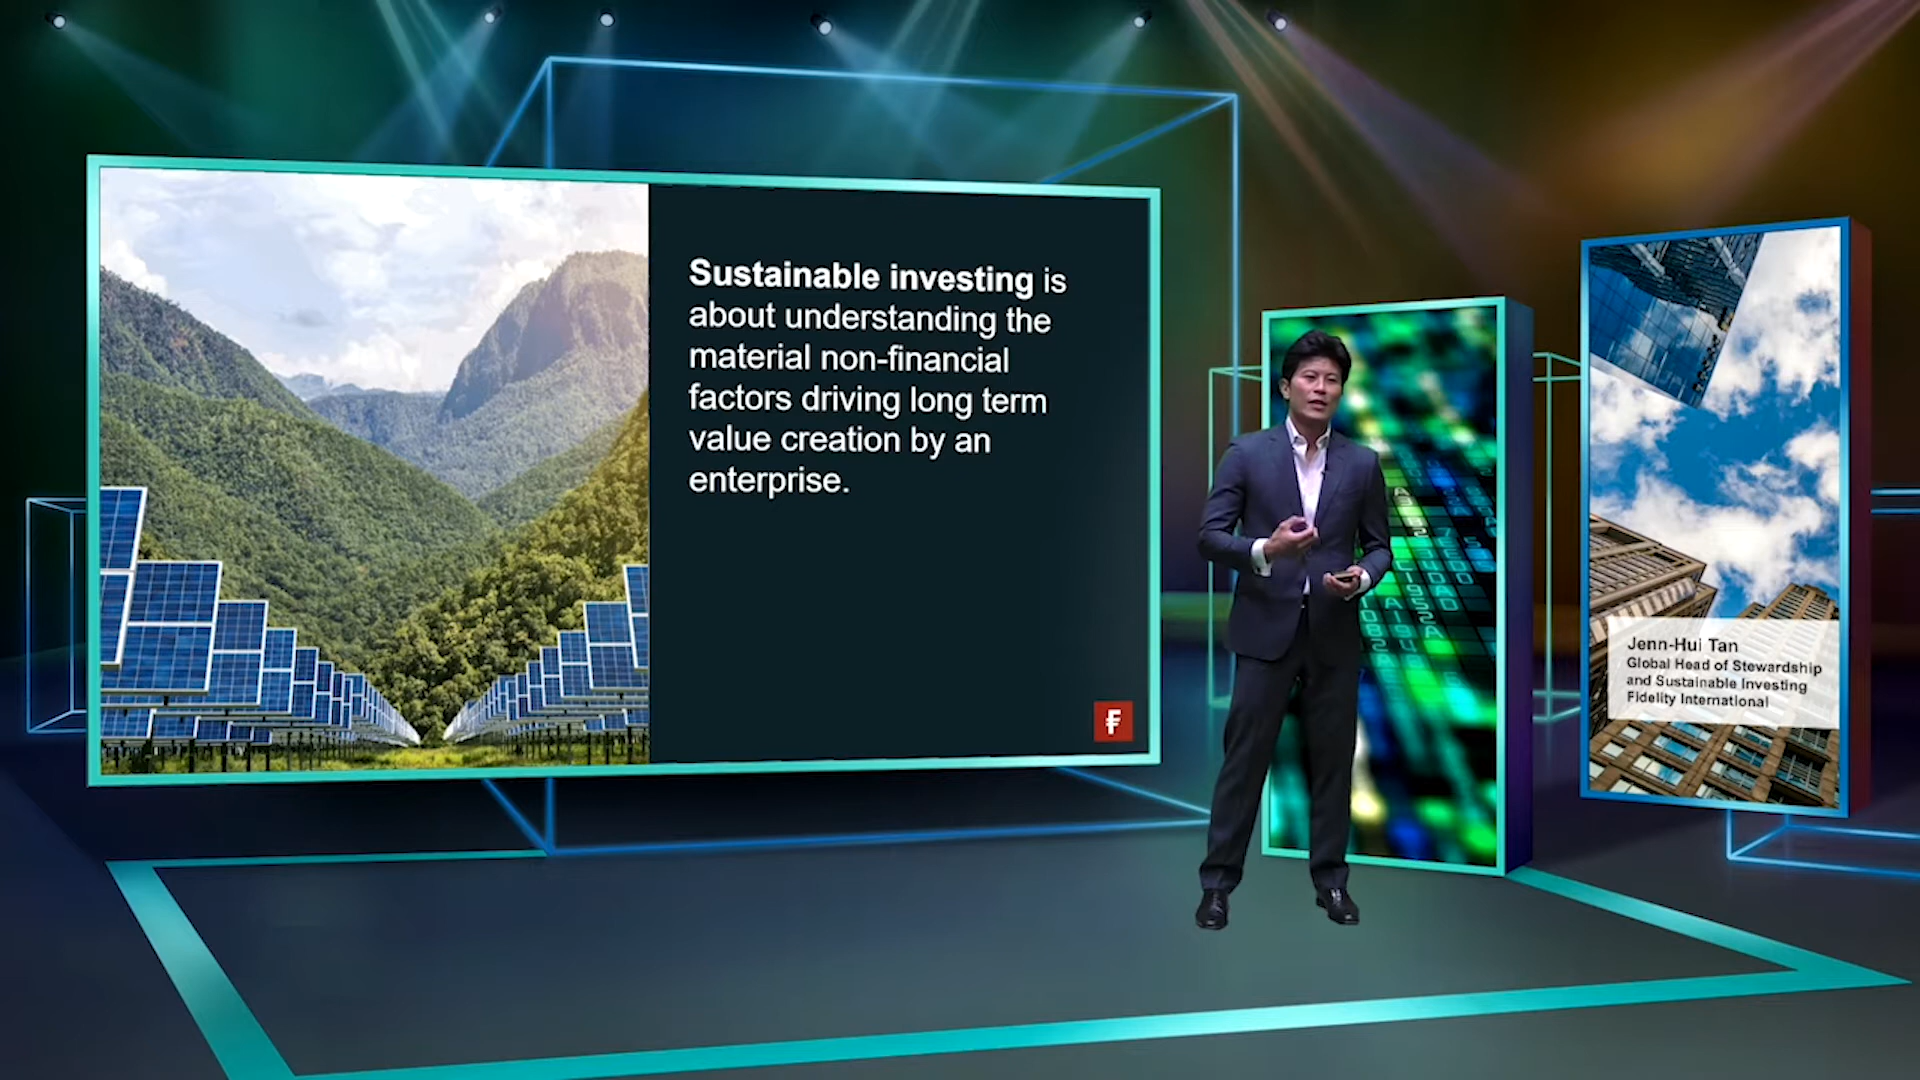 Sustainable investing is
about understanding the
material non-financial
factors driving long term
value creation by an
enterprise.
Jenn-Hui Tan
Global Head of Stewardship
and Sustainable Investing
Fidelity International